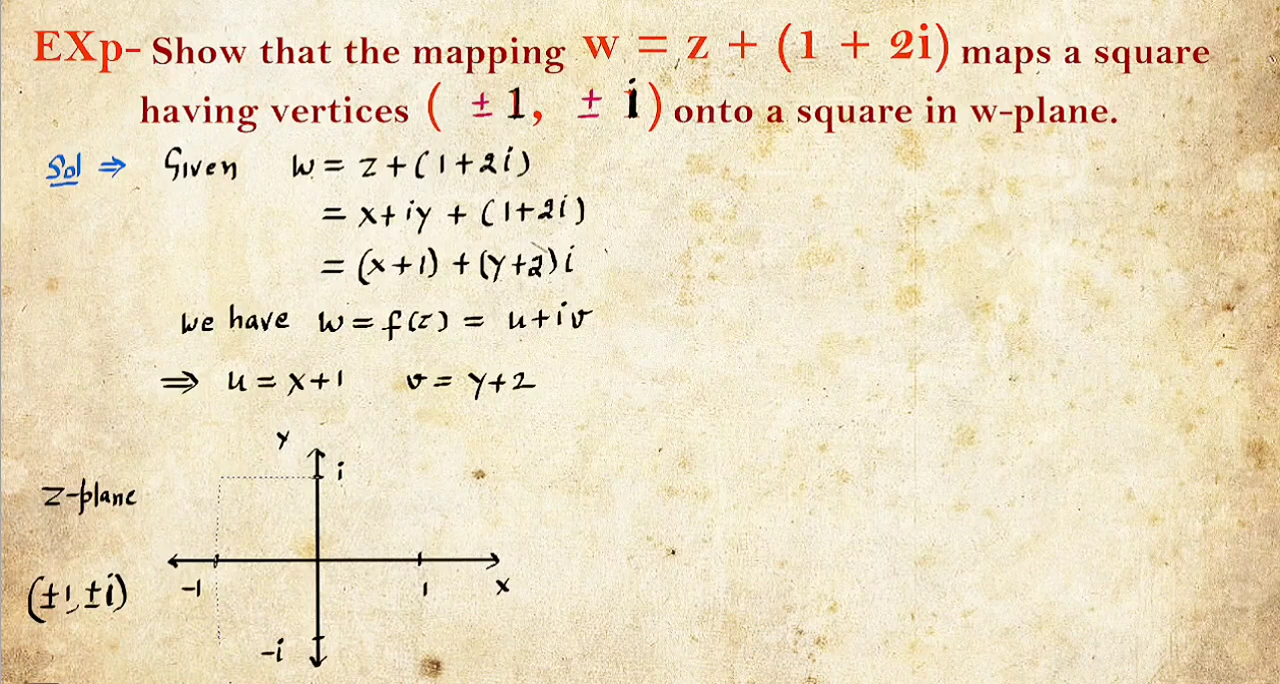 EXp- Show that the mapping w = z + (1 + 2i) maps a square
having vertices ( ± 1, ± i) onto a square in w-plane.
Sol ⇒ Given w = z+(1+2i)
= x+iy + (1+2i)
= (x+1) + (y+2)i
we have w = f(z) = u+iv
⇒ u = x+1 v = y+2
y
i
z-plane
-1 1 x
(±1,±i)
-i